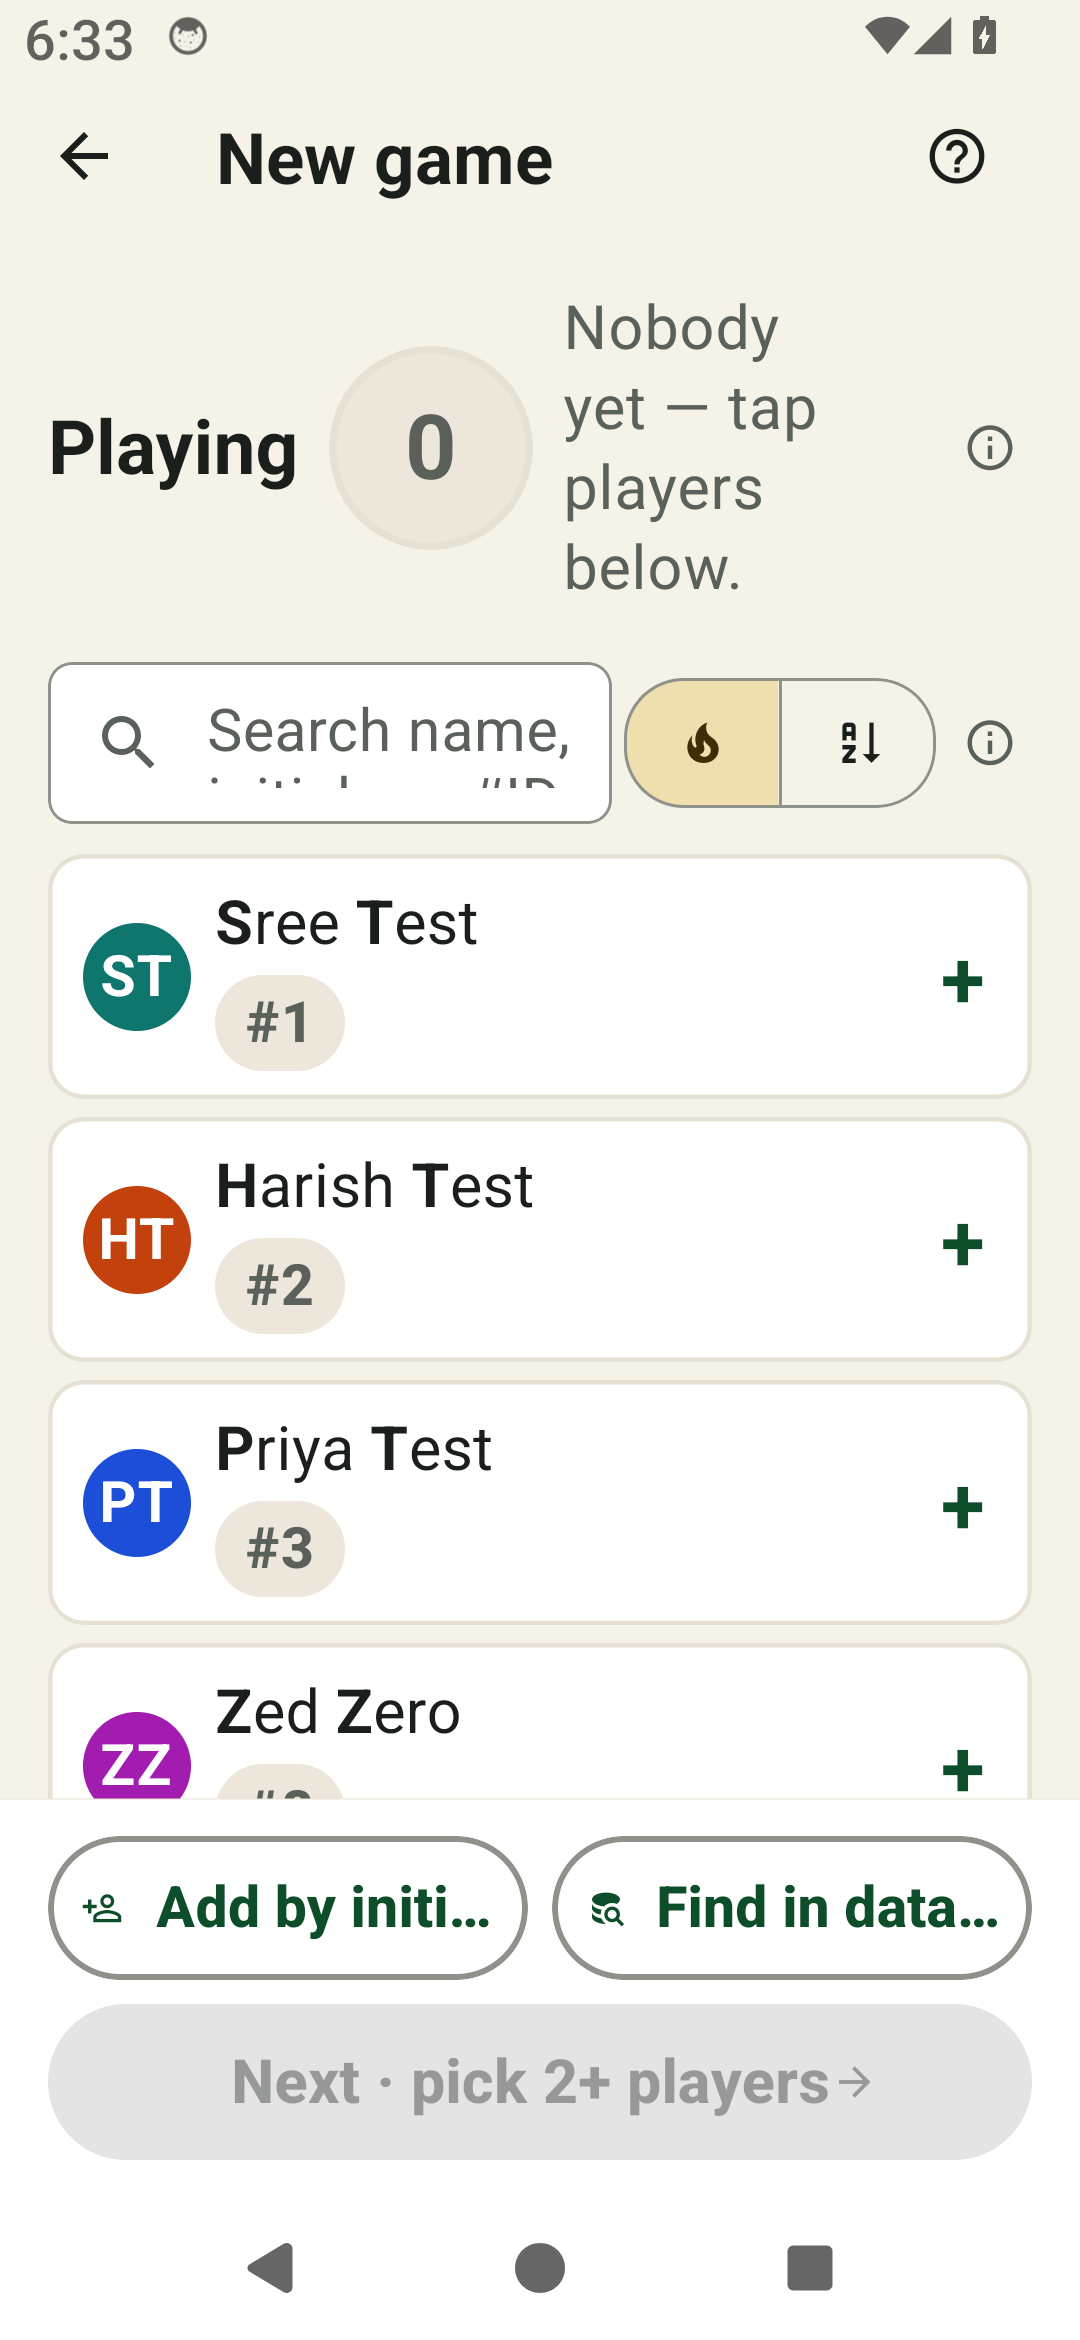 6:33
New game
Playing
0
Nobody
yet — tap
players
below.
Search name,
ST
Sree Test
#1
+
HT
Harish Test
#2
+
PT
Priya Test
#3
+
ZZ
Zed Zero
+
Add by initi...
Find in data...
Next · pick 2+ players